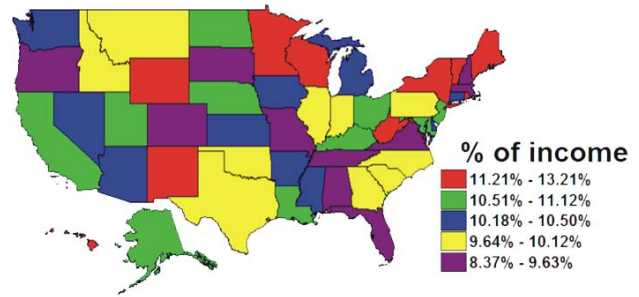 % of income
11.21% - 13.21%
10.51% - 11.12%
10.18% - 10.50%
9.64% - 10.12%
8.37% - 9.63%